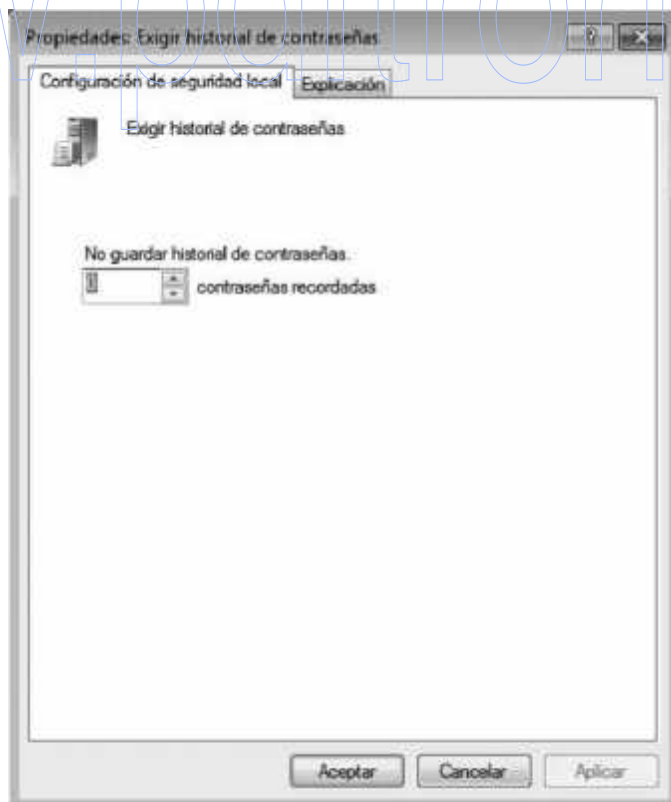 Propiedades: Exigir historial de contraseñas
Configuración de seguridad local
Explicación
Exigir historial de contraseñas
No guardar historial de contraseñas.
contraseñas recordadas
Aceptar
Cancelar
Aplicar